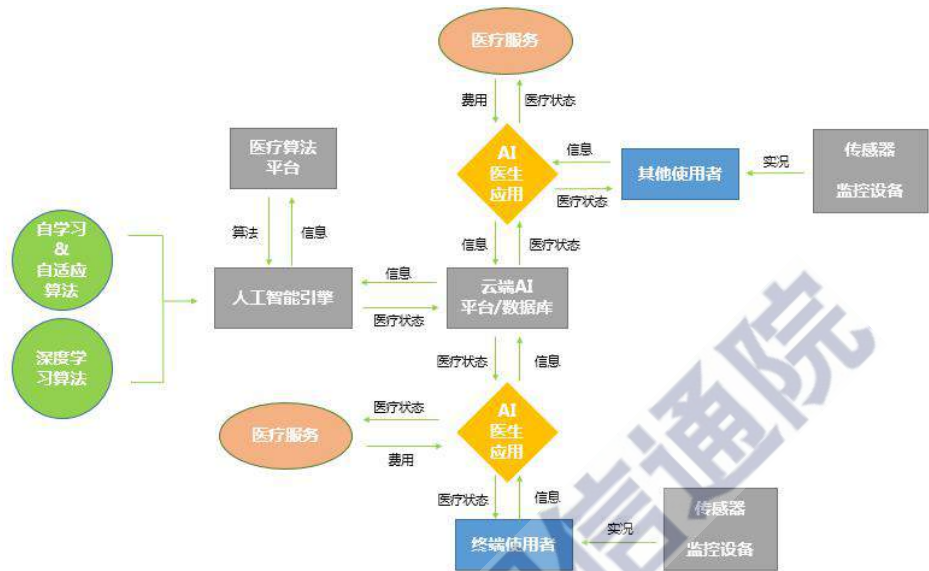 医疗服务
费用
医疗状态
医疗算法
平台
AI
医生
应用
信息
医疗状态
其他使用者
实况
传感器
监控设备
自学习
&
自适应
算法
算法
信息
信息
医疗状态
人工智能引擎
信息
医疗状态
云端AI
平台/数据库
深度学
习算法
医疗状态
信息
医疗服务
医疗状态
费用
AI
医生
应用
医疗状态
信息
终端使用者
实况
传感器
监控设备
信通院